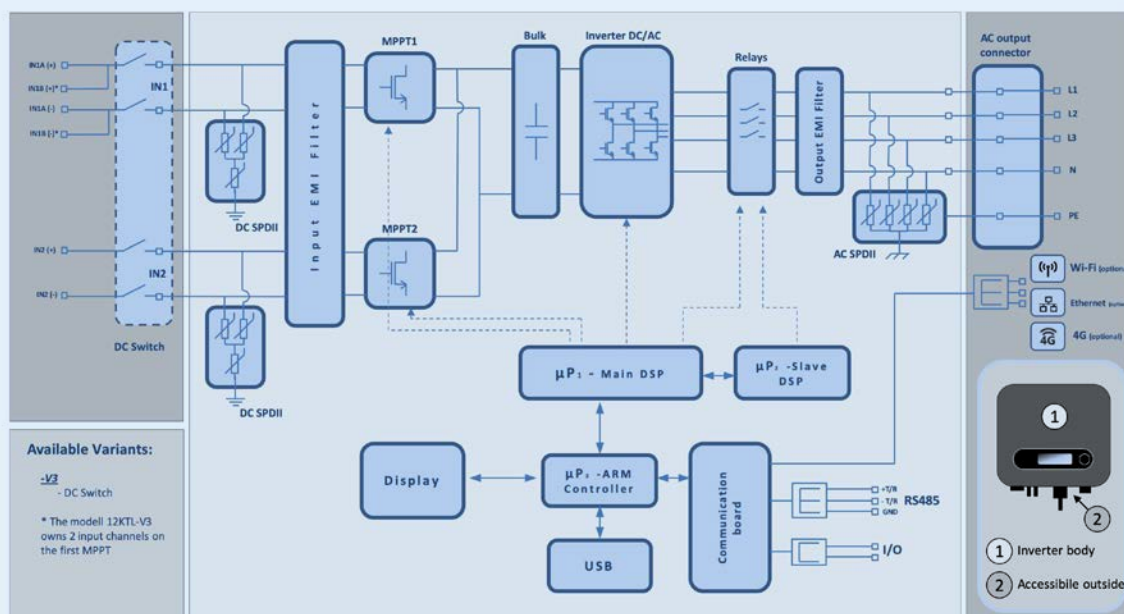 IN1A (+)
IN1B (+)*
IN1A (-)
IN1B (-)*
IN2 (+)
IN2 (-)
IN1
IN2
DC Switch
DC SPDII
DC SPDII
Input EMI Filter
MPPT1
MPPT2
Bulk
Inverter DC/AC
Relays
Output EMI Filter
AC SPDII
AC output
connector
L1
L2
L3
N
PE
Wi-Fi (optiona
Ethernet
4G
4G (optional)
μP1 - Main DSP
μP2 -Slave
DSP
Display
μP3 -ARM
Controller
USB
Communication
board
+T/R
- T/R
GND
RS485
I/O
Available Variants:
-V3
- DC Switch
* The modell 12KTL-V3
owns 2 input channels on
the first MPPT
1
2
1 Inverter body
2 Accessibile outside